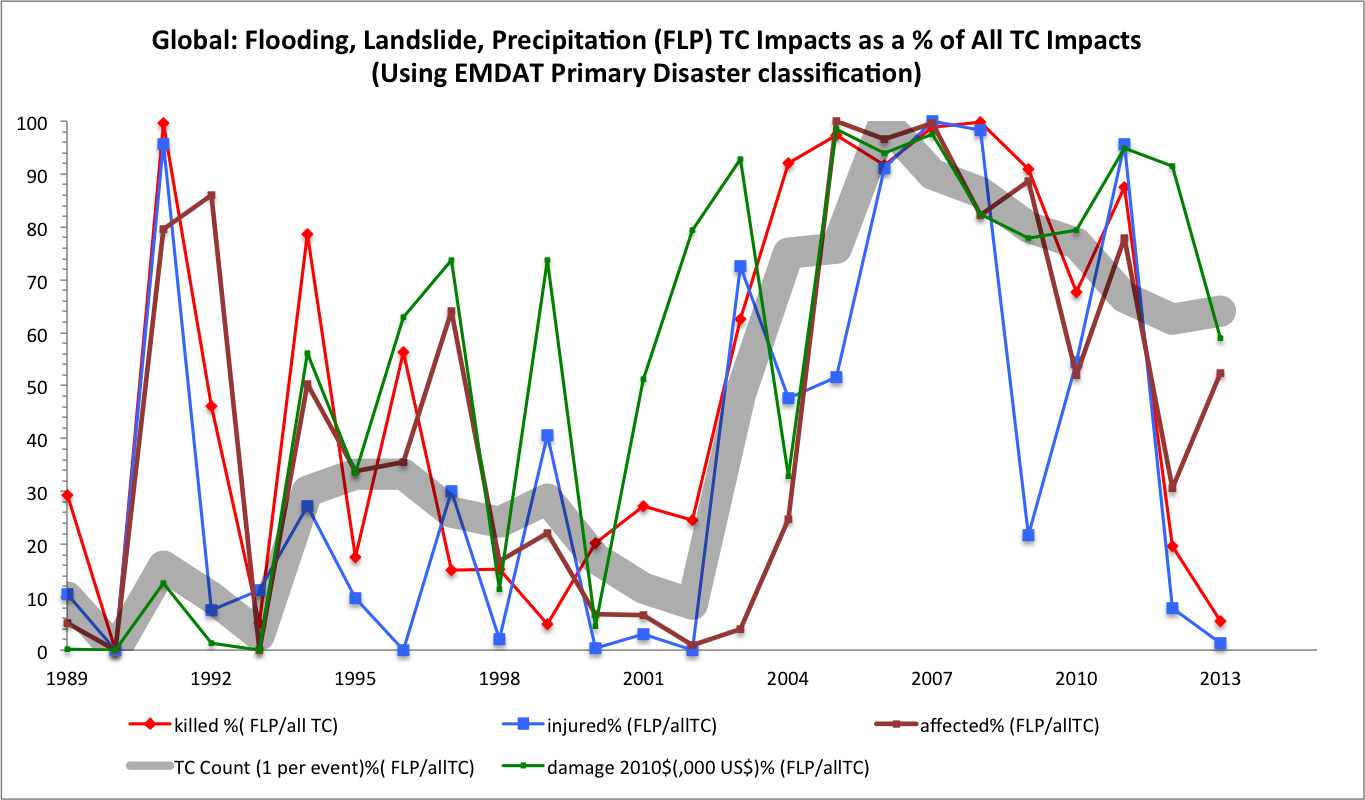 Global: Flooding, Landslide, Precipitation (FLP) TC Impacts as a % of All TC Impacts
(Using EMDAT Primary Disaster classification)
100
90
80
70
60
50
40
30
20
10
0
1989 1992 1995 1998 2001 2004 2007 2010 2013
killed %( FLP/all TC) injured% (FLP/allTC) affected% (FLP/allTC)
TC Count (1 per event)%( FLP/allTC) damage 2010$(,000 US$)% (FLP/allTC)